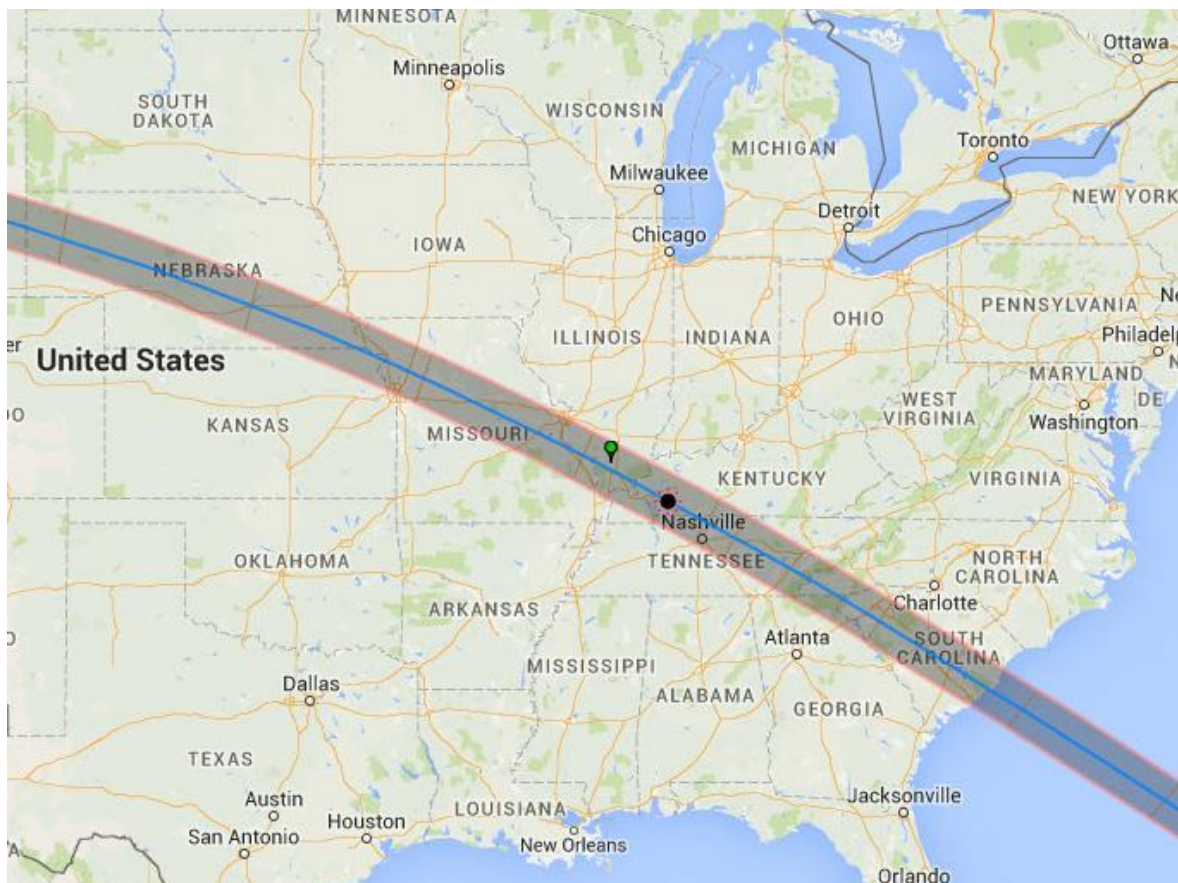 MINNESOTA
Ottawa
Minneapolis
SOUTH
DAKOTA
WISCONSIN
MICHIGAN
Toronto
Milwaukee
NEW YORK
Detroit
Chicago
IOWA
NEBRASKA
PENNSYLVANIA
Ne
ILLINOIS
INDIANA
OHIO
Philadelp
er
United States
MARYLAND
N
WEST
VIRGINIA
DE
Washington
KANSAS
MISSOURI
KENTUCKY
VIRGINIA
Nashville
TENNESSEE
OKLAHOMA
NORTH
CAROLINA
ARKANSAS
Charlotte
Atlanta
SOUTH
CAROLINA
MISSISSIPPI
Dallas
ALABAMA
GEORGIA
TEXAS
Austin
Houston
LOUISIANA
Jacksonville
San Antonio
New Orleans
Orlando